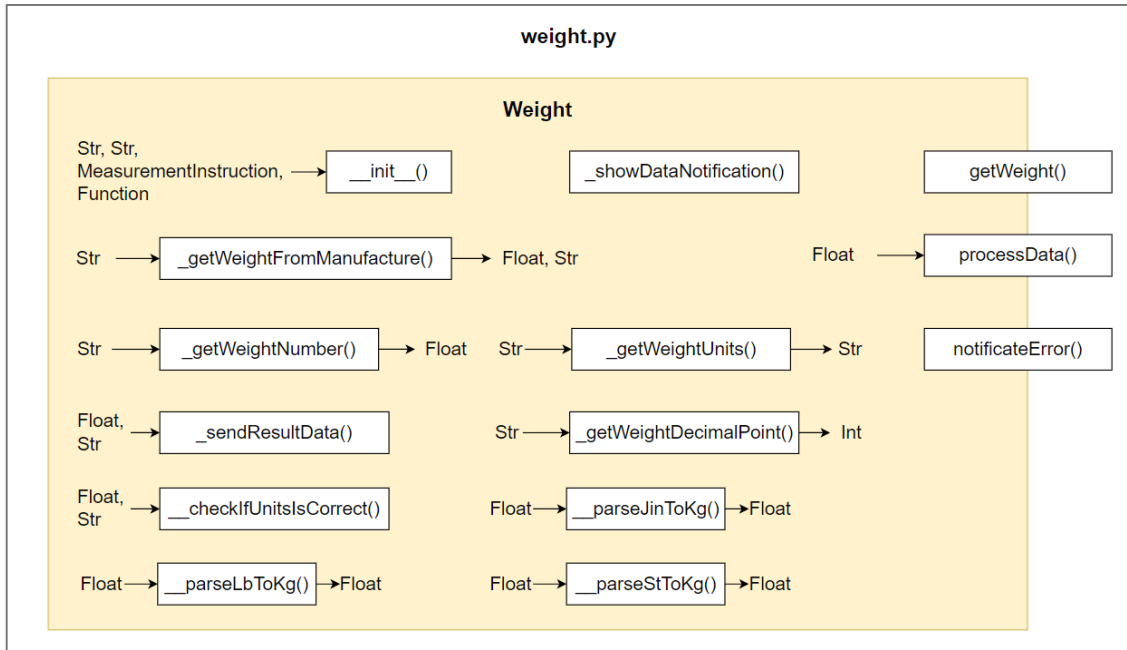 weight.py
Weight
Str, Str,
MeasurementInstruction,
Function
__init__()
_showDataNotification()
getWeight()
Str
_getWeightFromManufacture()
Float, Str
Float
processData()
Str
_getWeightNumber()
Float
Str
_getWeightUnits()
Str
notificateError()
Float,
Str
_sendResultData()
Str
_getWeightDecimalPoint()
Int
Float,
Str
__checkIfUnitsIsCorrect()
Float
__parseJinToKg()
Float
Float
__parseLbToKg()
Float
Float
__parseStToKg()
Float